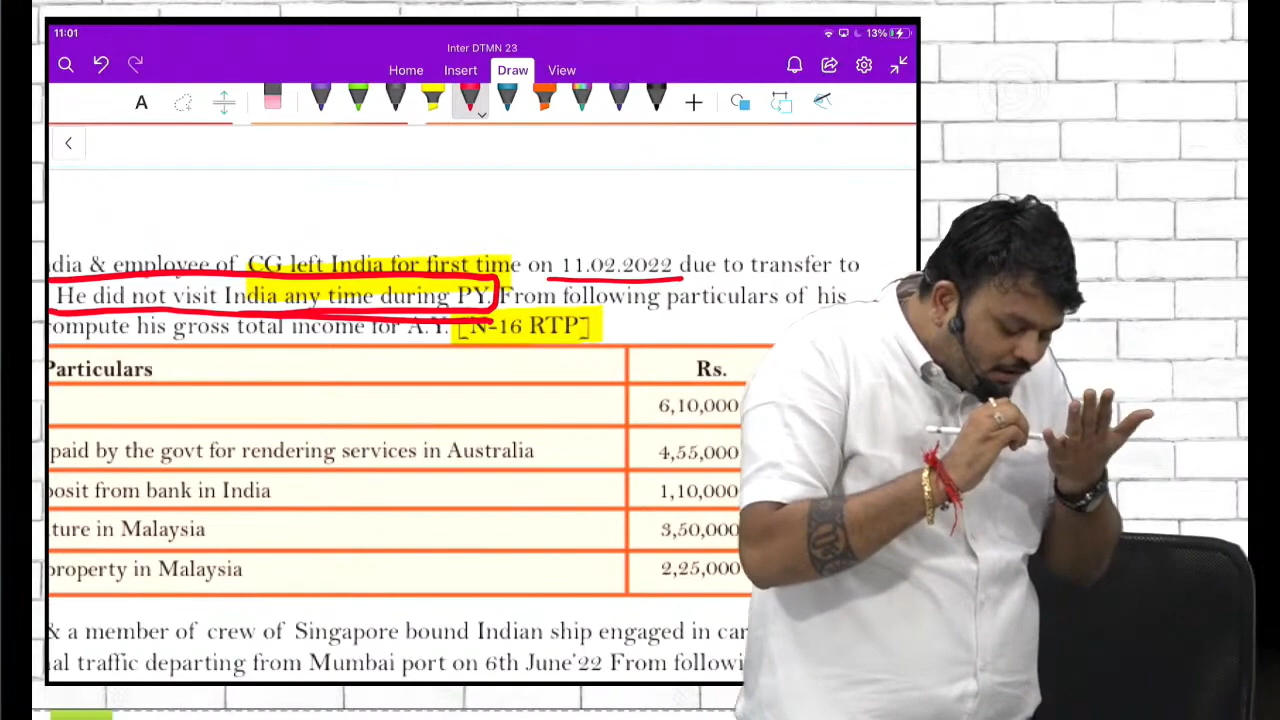 11:01
13%
Inter DTMN 23
Home Insert Draw View
A
dia & employee of CG left India for first time on 11.02.2022 due to transfer to
He did not visit India any time during PY. From following particulars of his
ompute his gross total income for A.Y. [N-16 RTP]
Particulars Rs.
6,10,000
paid by the govt for rendering services in Australia 4,55,000
posit from bank in India 1,10,000
ture in Malaysia 3,50,000
property in Malaysia 2,25,000
& a member of crew of Singapore bound Indian ship engaged in car
al traffic departing from Mumbai port on 6th June'22 From followi